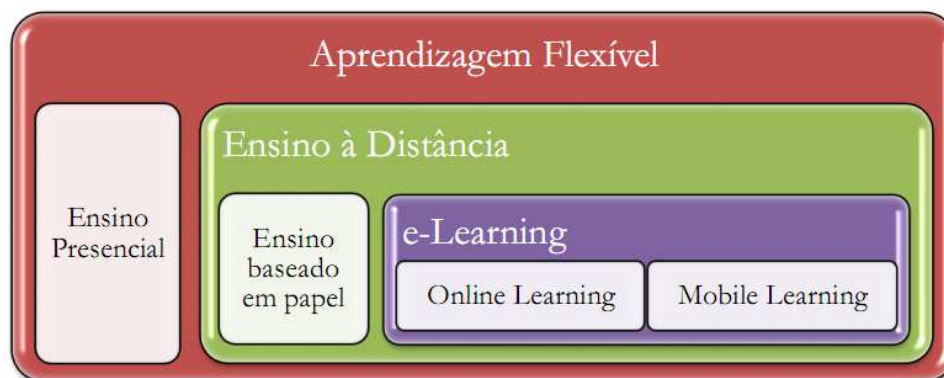 Aprendizagem Flexível
Ensino à Distância
Ensino
Presencial
Ensino
baseado
em papel
e-Learning
Online Learning
Mobile Learning